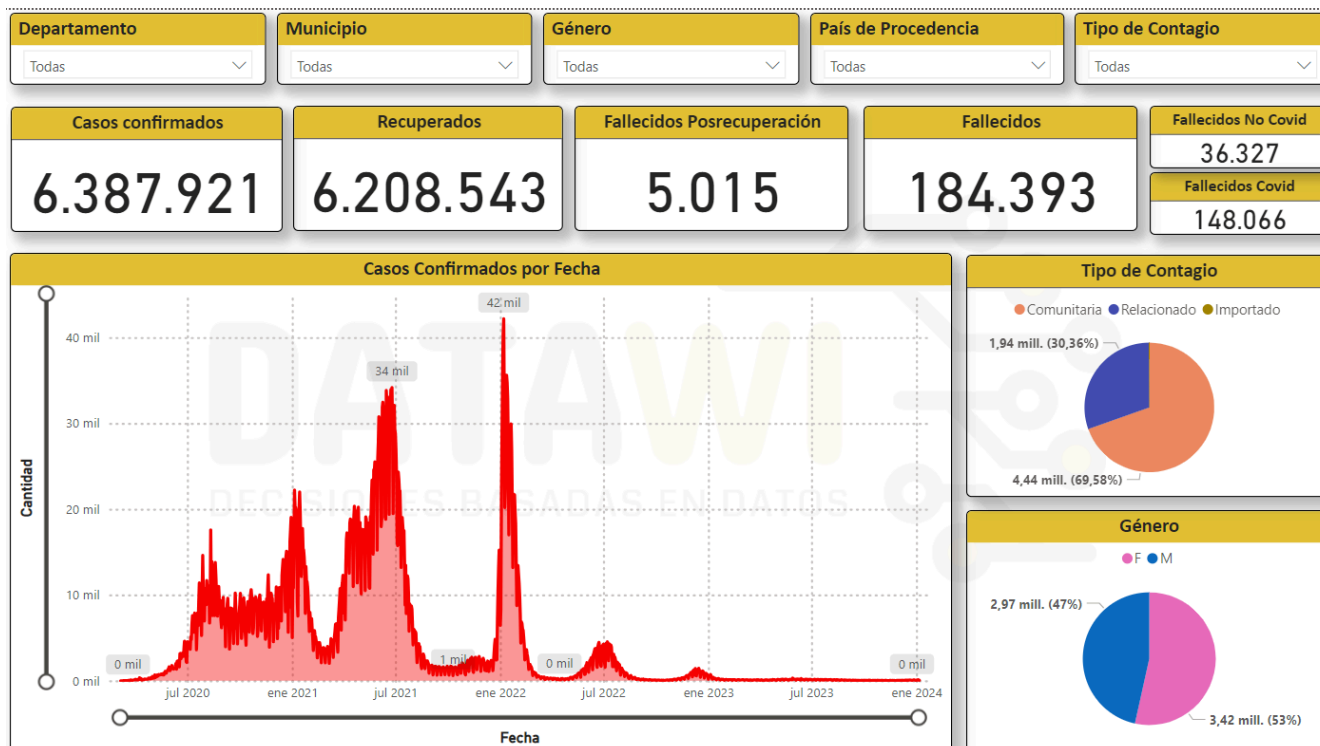 Departamento
Municipio
Género
País de Procedencia
Tipo de Contagio
Todas
Todas
Todas
Todas
Todas
Casos confirmados
6.387.921
Recuperados
6.208.543
Fallecidos Posrecuperación
5.015
Fallecidos
184.393
Fallecidos No Covid
36.327
Fallecidos Covid
148.066
Casos Confirmados por Fecha
Cantidad
40 mil
30 mil
20 mil
10 mil
0 mil
42 mil
34 mil
0 mil
1 mil
0 mil
0 mil
jul 2020
ene 2021
jul 2021
ene 2022
jul 2022
ene 2023
jul 2023
ene 2024
Fecha
DATAWI
DECISIONES BASADAS EN DATOS
Tipo de Contagio
Comunitaria
Relacionado
Importado
1,94 mill. (30,36%)
4,44 mill. (69,58%)
Género
F
M
2,97 mill. (47%)
3,42 mill. (53%)